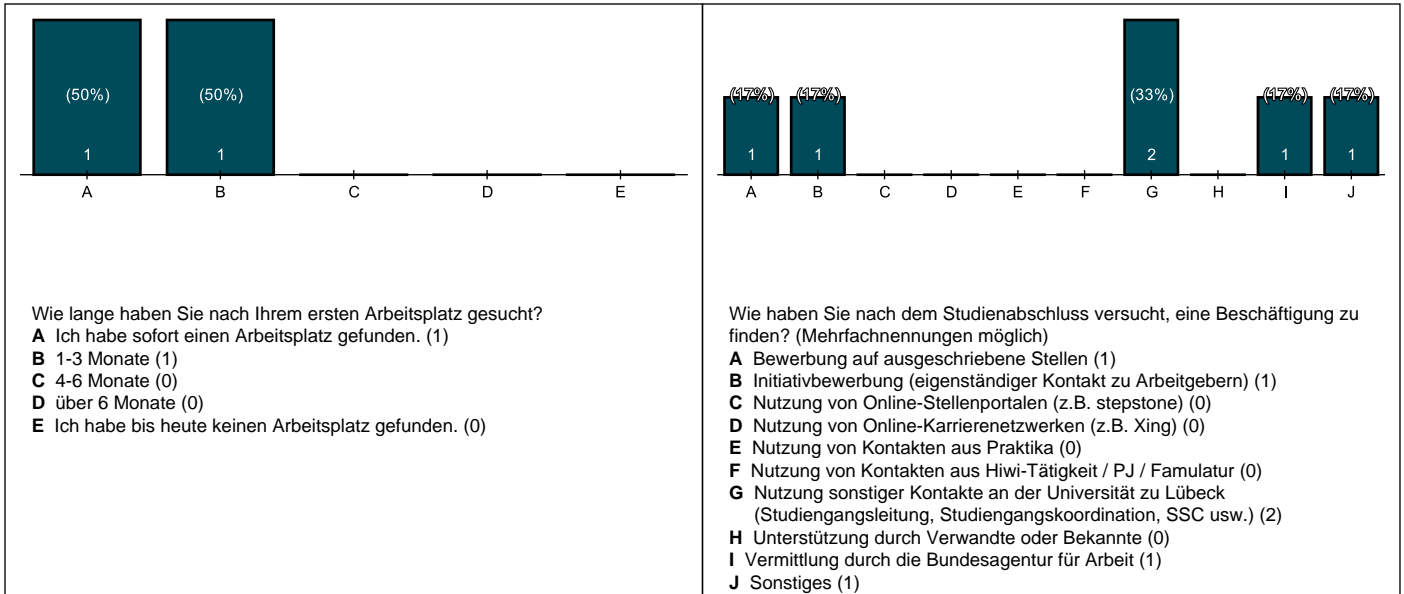 (50%) (50%)
1 1
A B C D E
Wie lange haben Sie nach Ihrem ersten Arbeitsplatz gesucht?
A Ich habe sofort einen Arbeitsplatz gefunden. (1)
B 1-3 Monate (1)
C 4-6 Monate (0)
D über 6 Monate (0)
E Ich habe bis heute keinen Arbeitsplatz gefunden. (0)
(17%) (17%) (33%) (17%) (17%)
1 1 2 1 1
A B C D E F G H I J
Wie haben Sie nach dem Studienabschluss versucht, eine Beschäftigung zu
finden? (Mehrfachnennungen möglich)
A Bewerbung auf ausgeschriebene Stellen (1)
B Initiativbewerbung (eigenständiger Kontakt zu Arbeitgebern) (1)
C Nutzung von Online-Stellenportalen (z.B. stepstone) (0)
D Nutzung von Online-Karrierenetzwerken (z.B. Xing) (0)
E Nutzung von Kontakten aus Praktika (0)
F Nutzung von Kontakten aus Hiwi-Tätigkeit / PJ / Famulatur (0)
G Nutzung sonstiger Kontakte an der Universität zu Lübeck
(Studiengangsleitung, Studiengangskoordination, SSC usw.) (2)
H Unterstützung durch Verwandte oder Bekannte (0)
I Vermittlung durch die Bundesagentur für Arbeit (1)
J Sonstiges (1)